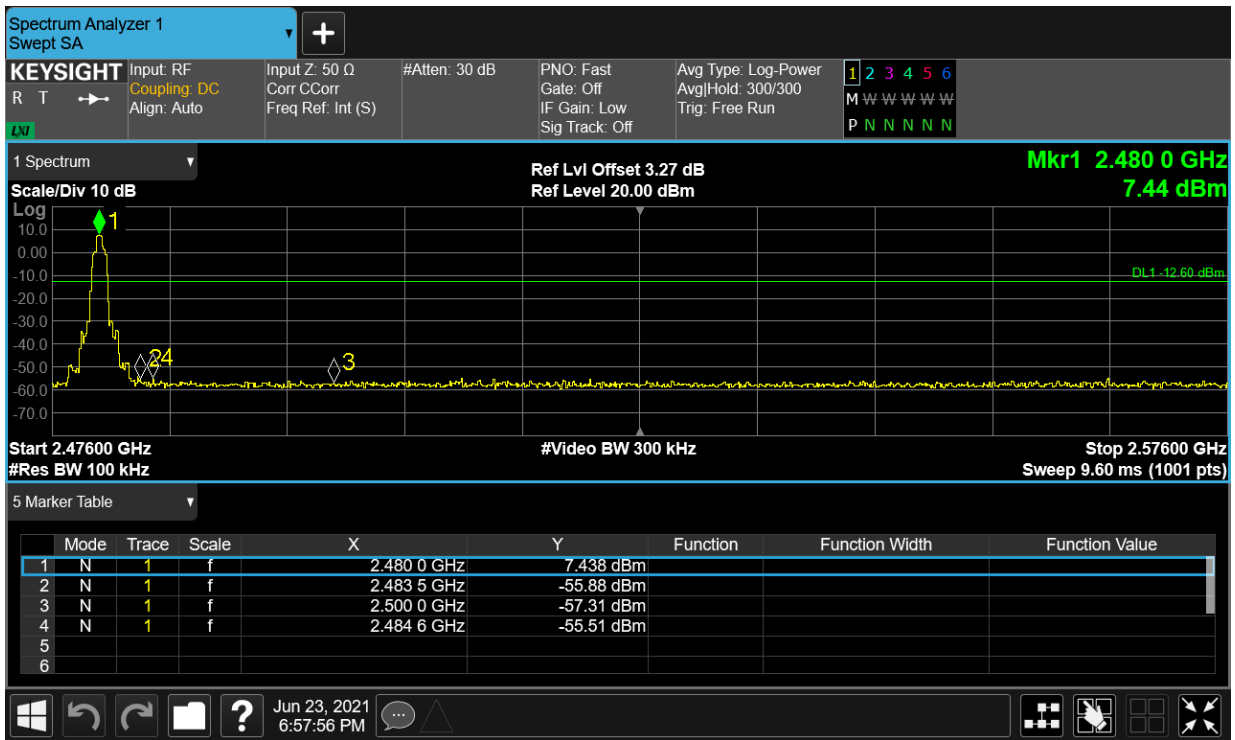 Spectrum Analyzer 1
Swept SA
+
KEYSIGHT
R T
LXI
Input: RF
Coupling: DC
Align: Auto
Input Z: 50 Ω
Corr CCorr
Freq Ref: Int (S)
#Atten: 30 dB
PNO: Fast
Gate: Off
IF Gain: Low
Sig Track: Off
Avg Type: Log-Power
Avg|Hold: 300/300
Trig: Free Run
1 2 3 4 5 6
M W W W W W
P N N N N N
1 Spectrum
Scale/Div 10 dB
Ref Lvl Offset 3.27 dB
Ref Level 20.00 dBm
Mkr1 2.480 0 GHz
7.44 dBm
Log
1
10.0
0.00
-10.0
DL1 -12.60 dBm
-20.0
-30.0
-40.0
24
3
-50.0
-60.0
-70.0
Start 2.47600 GHz
#Video BW 300 kHz
Stop 2.57600 GHz
#Res BW 100 kHz
Sweep 9.60 ms (1001 pts)
5 Marker Table
Mode Trace Scale X Y Function Function Width Function Value
1 N 1 f 2.480 0 GHz 7.438 dBm
2 N 1 f 2.483 5 GHz -55.88 dBm
3 N 1 f 2.500 0 GHz -57.31 dBm
4 N 1 f 2.484 6 GHz -55.51 dBm
5
6
?
Jun 23, 2021
6:57:56 PM